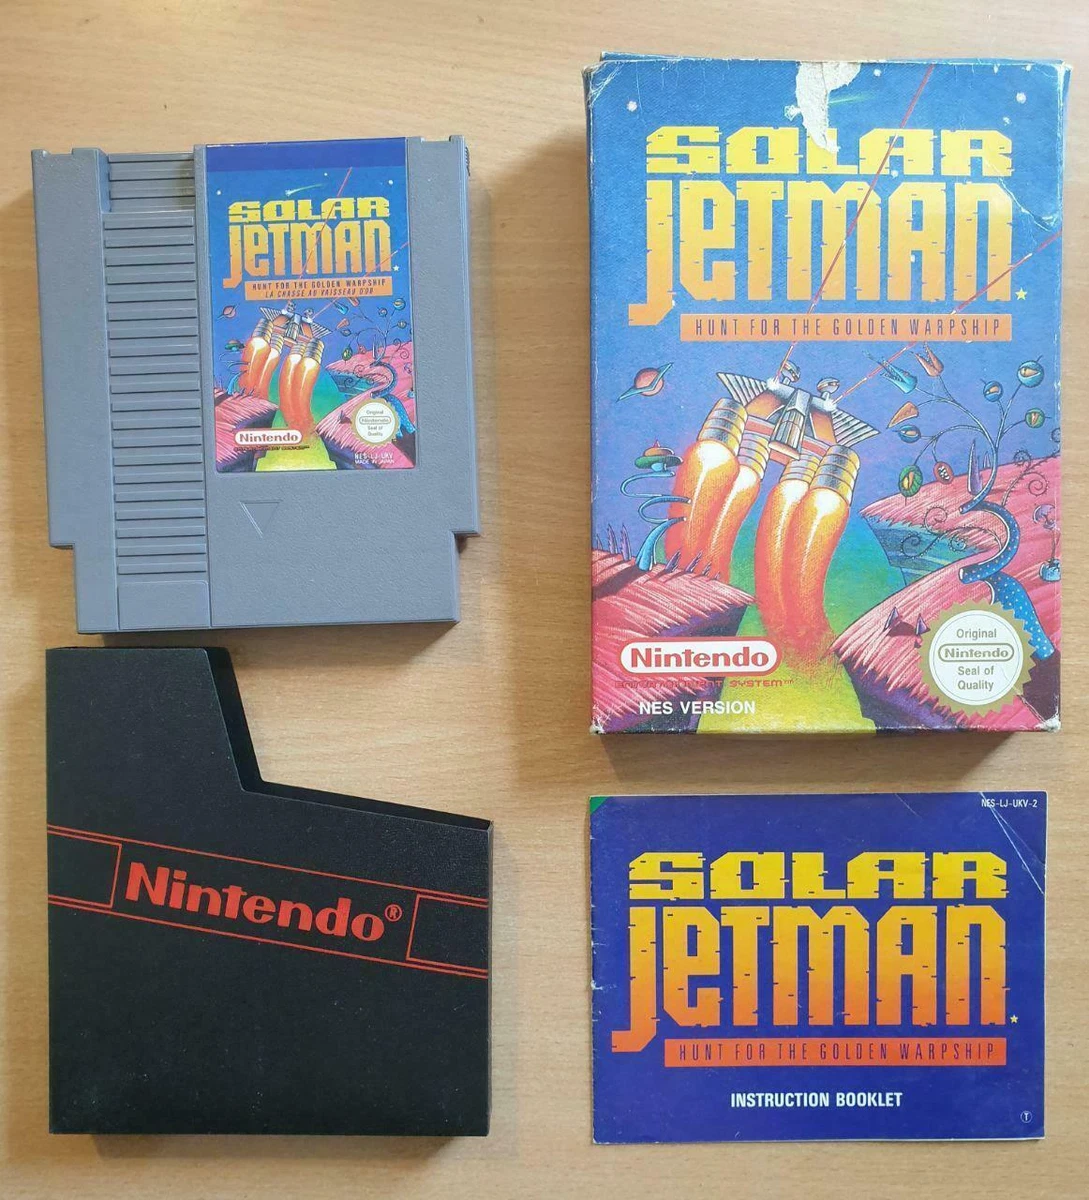 SOLAR
JETMAN
HUNT FOR THE GOLDEN WARPSHIP
LA CHASSE AU VAISSEAU D'OR
Nintendo
Original
Nintendo
Seal of
Quality
NES-LJ-UKV
MADE IN JAPAN
SOLAR
JETMAN
HUNT FOR THE GOLDEN WARPSHIP
Nintendo
ENTERTAINMENT SYSTEM™
NES VERSION
Original
Nintendo
Seal of
Quality
Nintendo®
NES-LJ-UKV-2
SOLAR
JETMAN
HUNT FOR THE GOLDEN WARPSHIP
INSTRUCTION BOOKLET
T